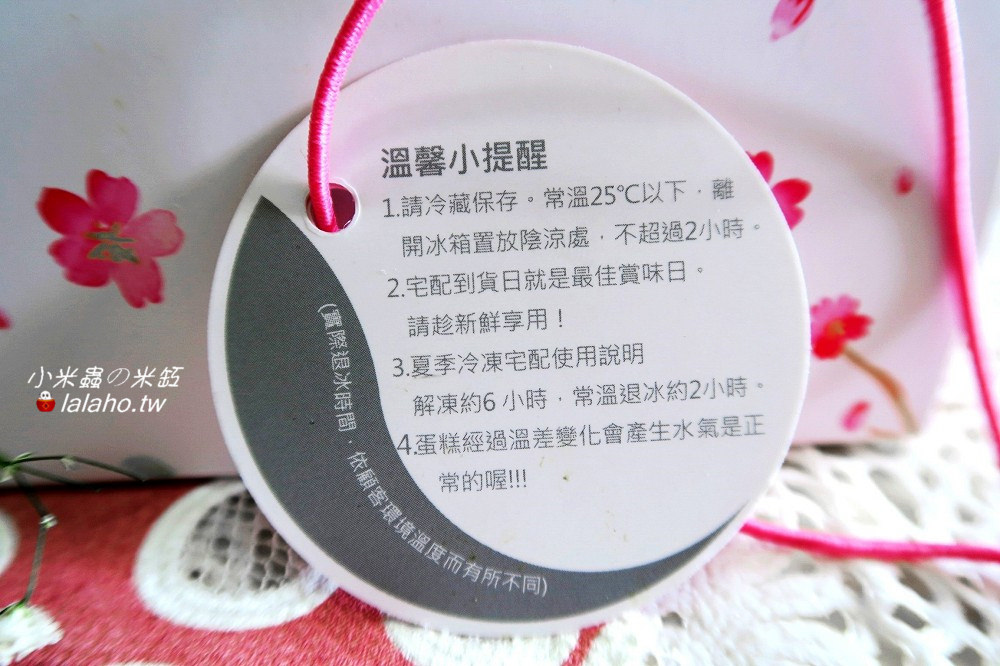 溫馨小提醒
1.請冷藏保存。常溫25℃以下，離
開冰箱置放陰涼處，不超過2小時。
2.宅配到貨日就是最佳賞味日。
請趁新鮮享用！
3.夏季冷凍宅配使用說明
解凍約6 小時，常溫退冰約2小時。
4.蛋糕經過溫差變化會產生水氣是正
常的喔!!!
(實際退冰時間，依顧客環境溫度而有所不同)
小米蟲の米缸
lalaho.tw